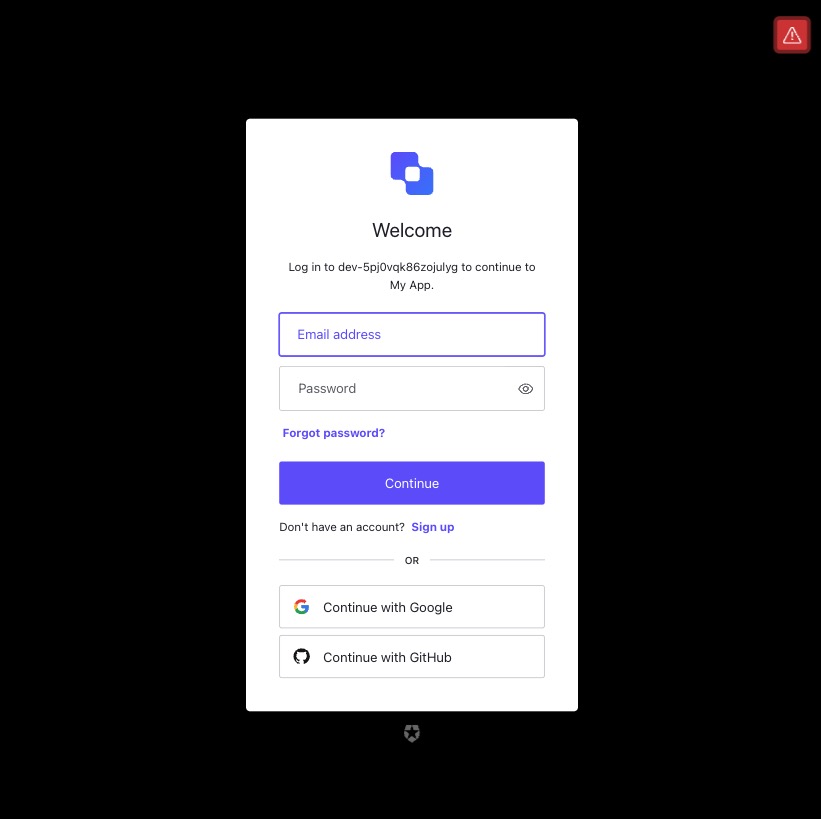 Welcome
Log in to dev-5pj0vqk86zojulyg to continue to
My App.
Email address
Password
Forgot password?
Continue
Don't have an account? Sign up
OR
Continue with Google
Continue with GitHub